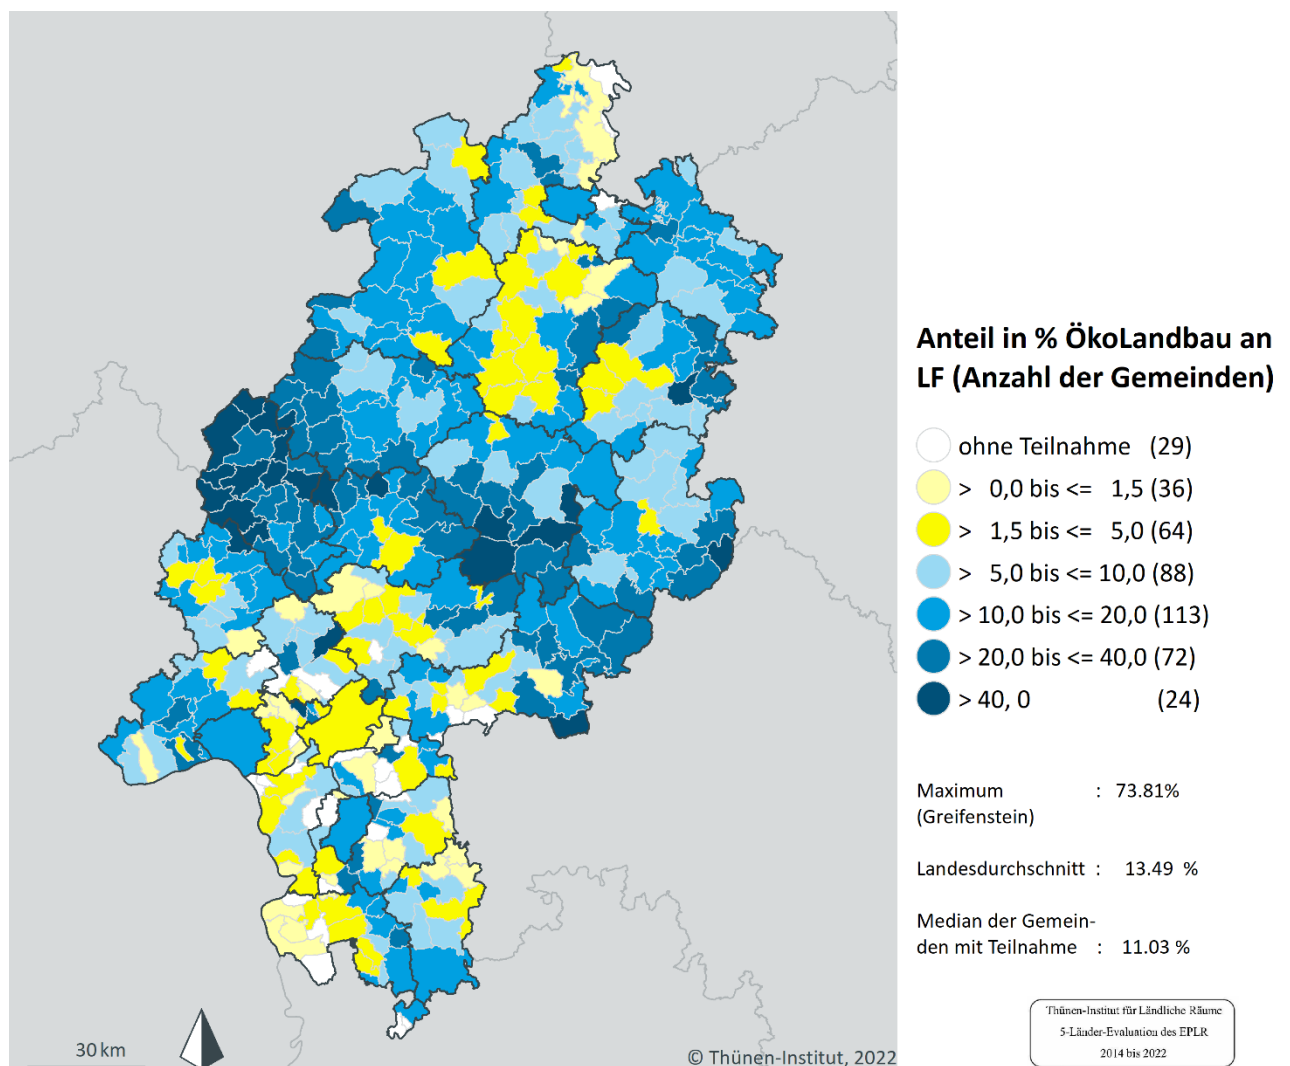 Anteil in % ÖkoLandbau an
LF (Anzahl der Gemeinden)
ohne Teilnahme (29)
> 0,0 bis <= 1,5 (36)
> 1,5 bis <= 5,0 (64)
> 5,0 bis <= 10,0 (88)
> 10,0 bis <= 20,0 (113)
> 20,0 bis <= 40,0 (72)
> 40, 0 (24)
Maximum : 73.81%
(Greifenstein)
Landesdurchschnitt : 13.49 %
Median der Gemein-
den mit Teilnahme : 11.03 %
Thünen-Institut für Ländliche Räume
5-Länder-Evaluation des EPLR
2014 bis 2022
30 km
© Thünen-Institut, 2022